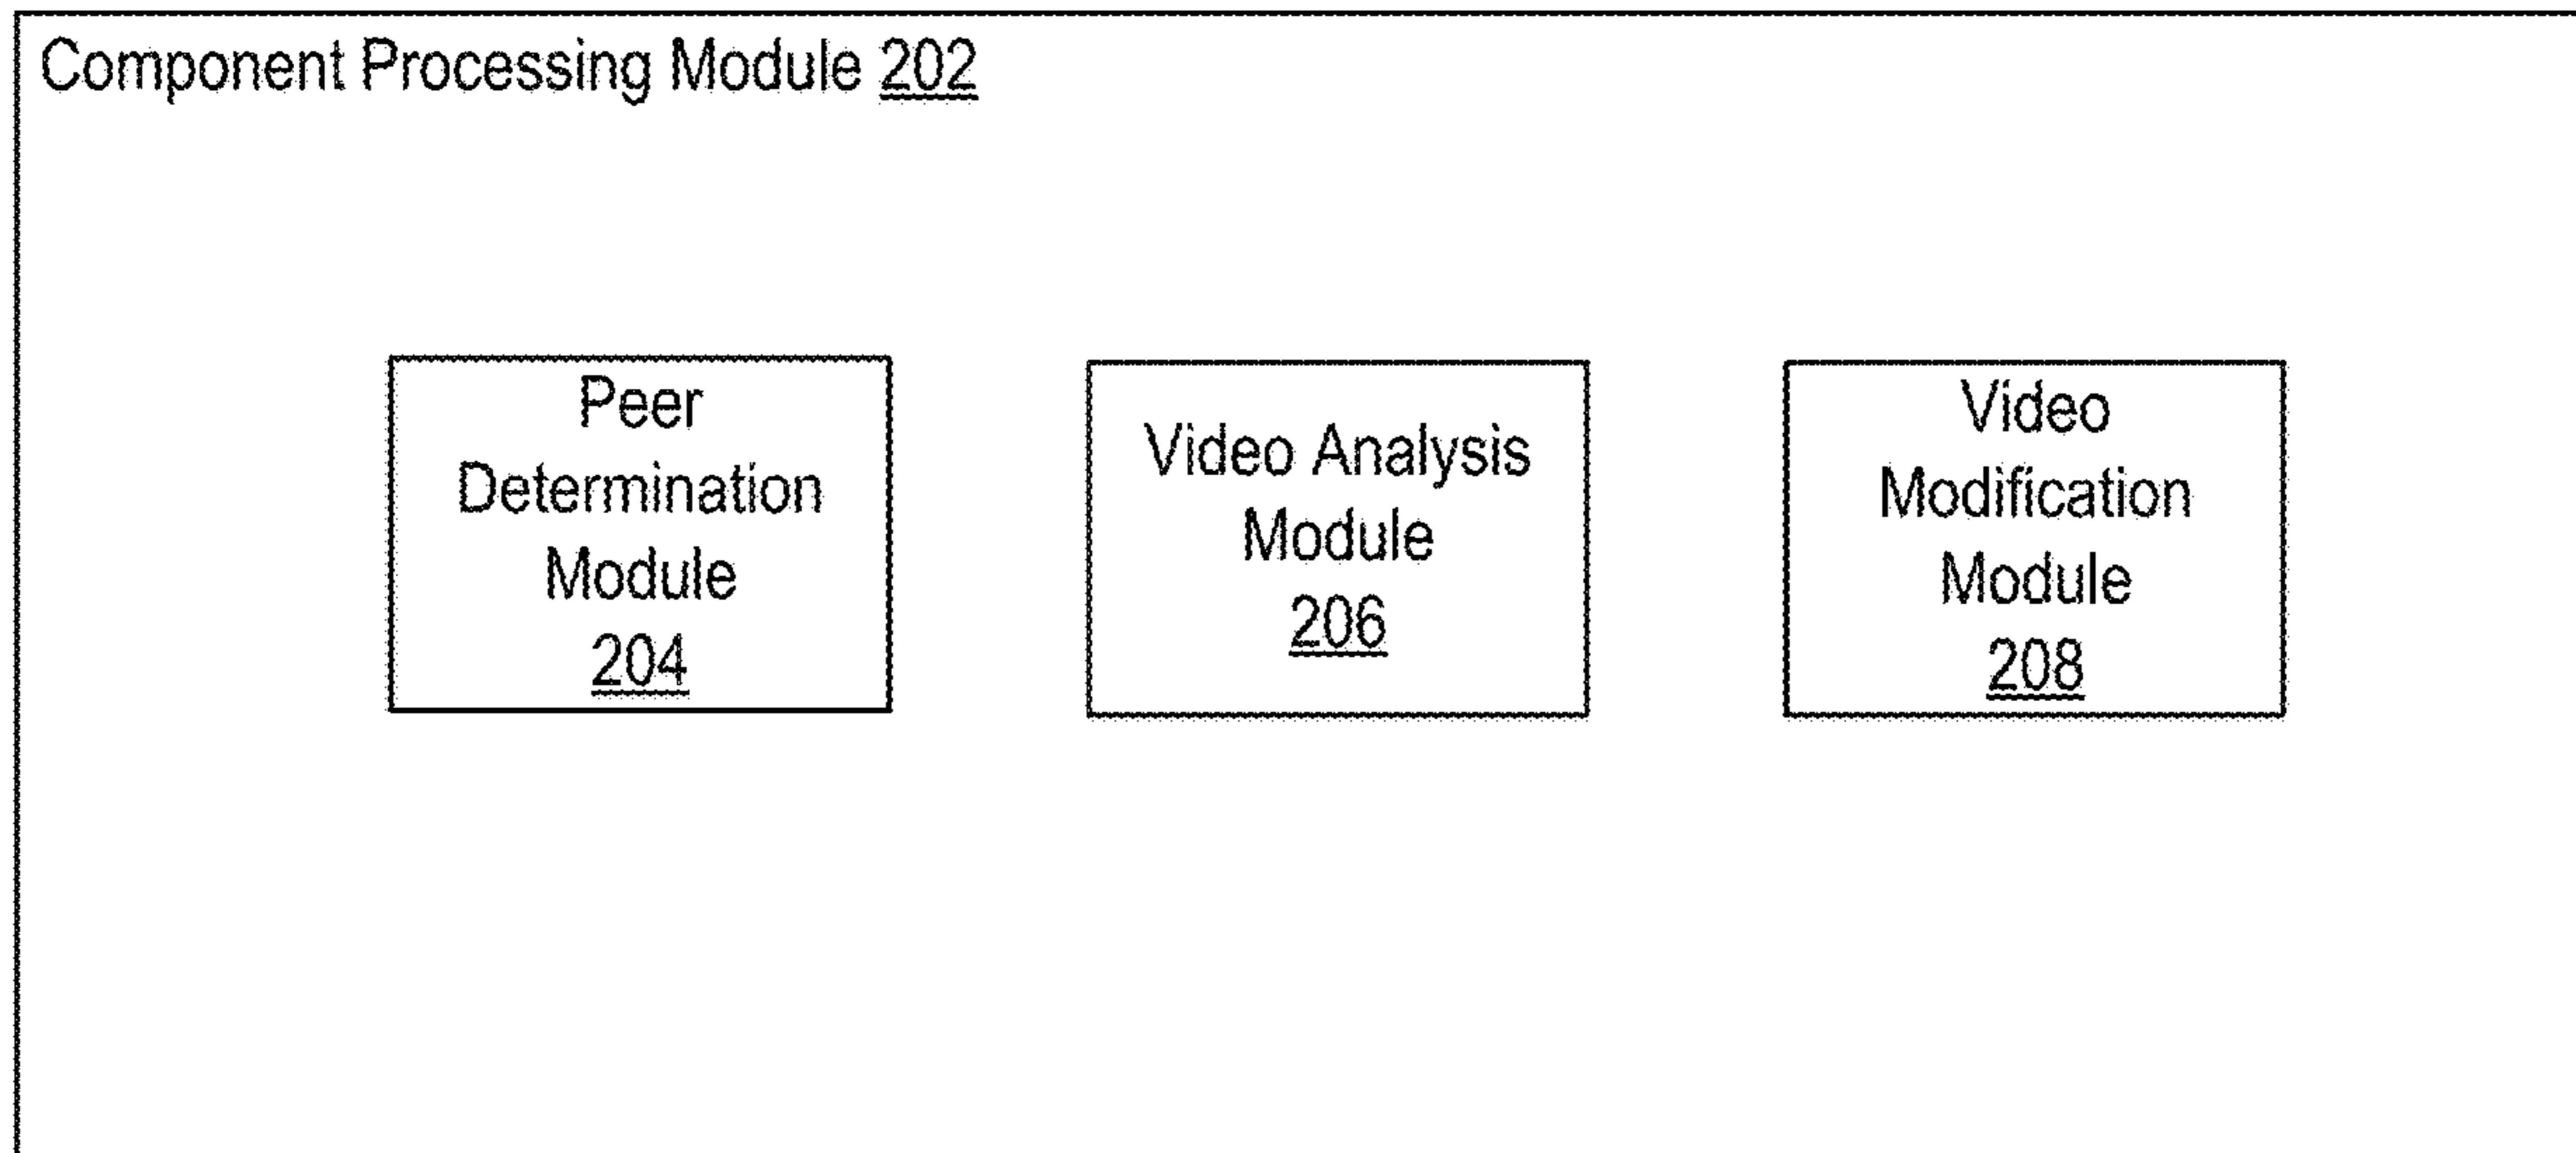 Component Processing Module 202
Peer
Determination
Module
204
Video Analysis
Module
206
Video
Modification
Module
208